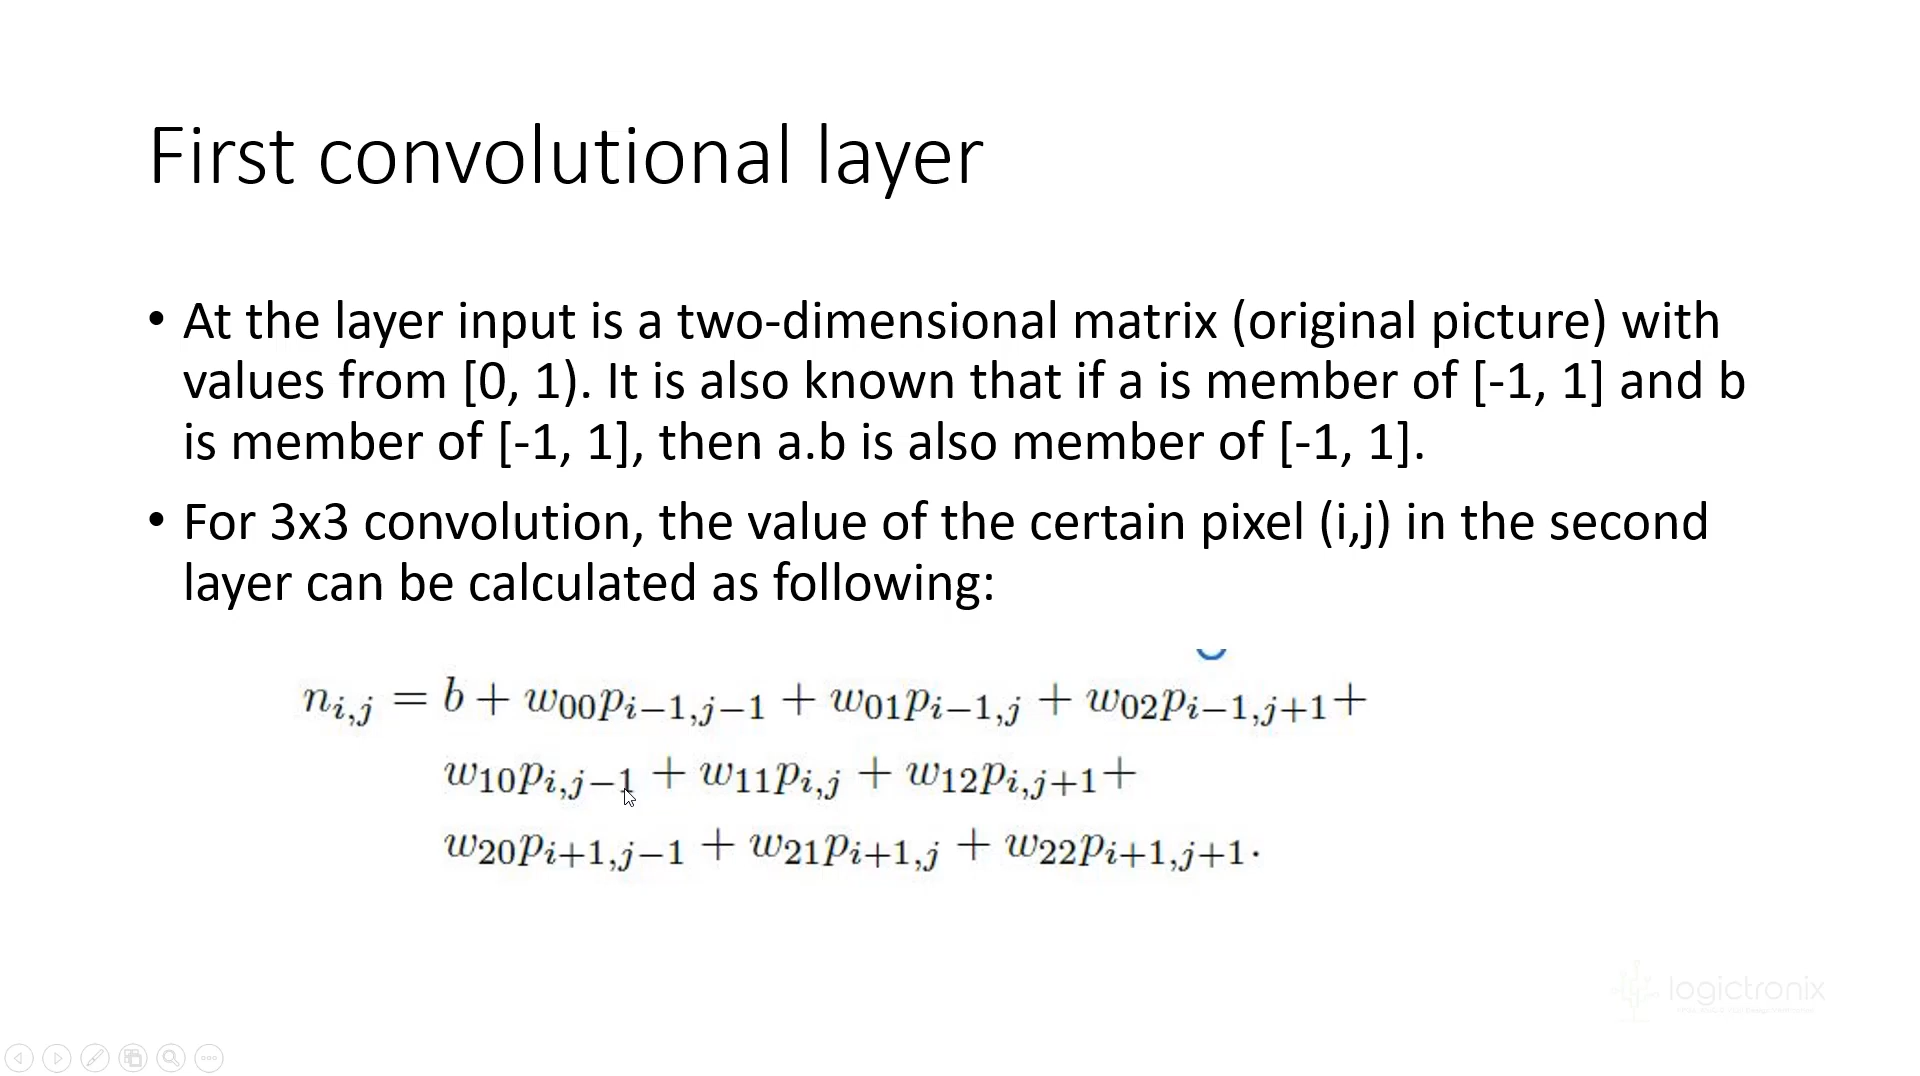 First convolutional layer
• At the layer input is a two-dimensional matrix (original picture) with
values from [0, 1). It is also known that if a is member of [-1, 1] and b
is member of [-1, 1], then a.b is also member of [-1, 1].
• For 3x3 convolution, the value of the certain pixel (i,j) in the second
layer can be calculated as following:
n_{i,j} = b + w_{00}p_{i−1,j−1} + w_{01}p_{i−1,j} + w_{02}p_{i−1,j+1}+
w_{10}p_{i,j−1} + w_{11}p_{i,j} + w_{12}p_{i,j+1}+
w_{20}p_{i+1,j−1} + w_{21}p_{i+1,j} + w_{22}p_{i+1,j+1}.
logictronix